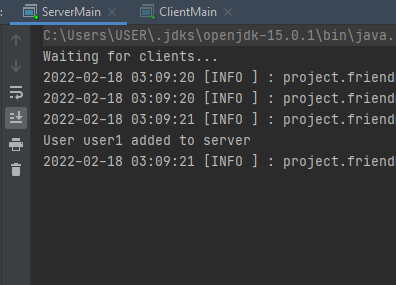 ServerMain ClientMain
C:\Users\USER\.jdks\openjdk-15.0.1\bin\java.
Waiting for clients...
2022-02-18 03:09:20 [INFO ] : project.friend
2022-02-18 03:09:20 [INFO ] : project.friend
2022-02-18 03:09:21 [INFO ] : project.friend
User user1 added to server
2022-02-18 03:09:21 [INFO ] : project.friend